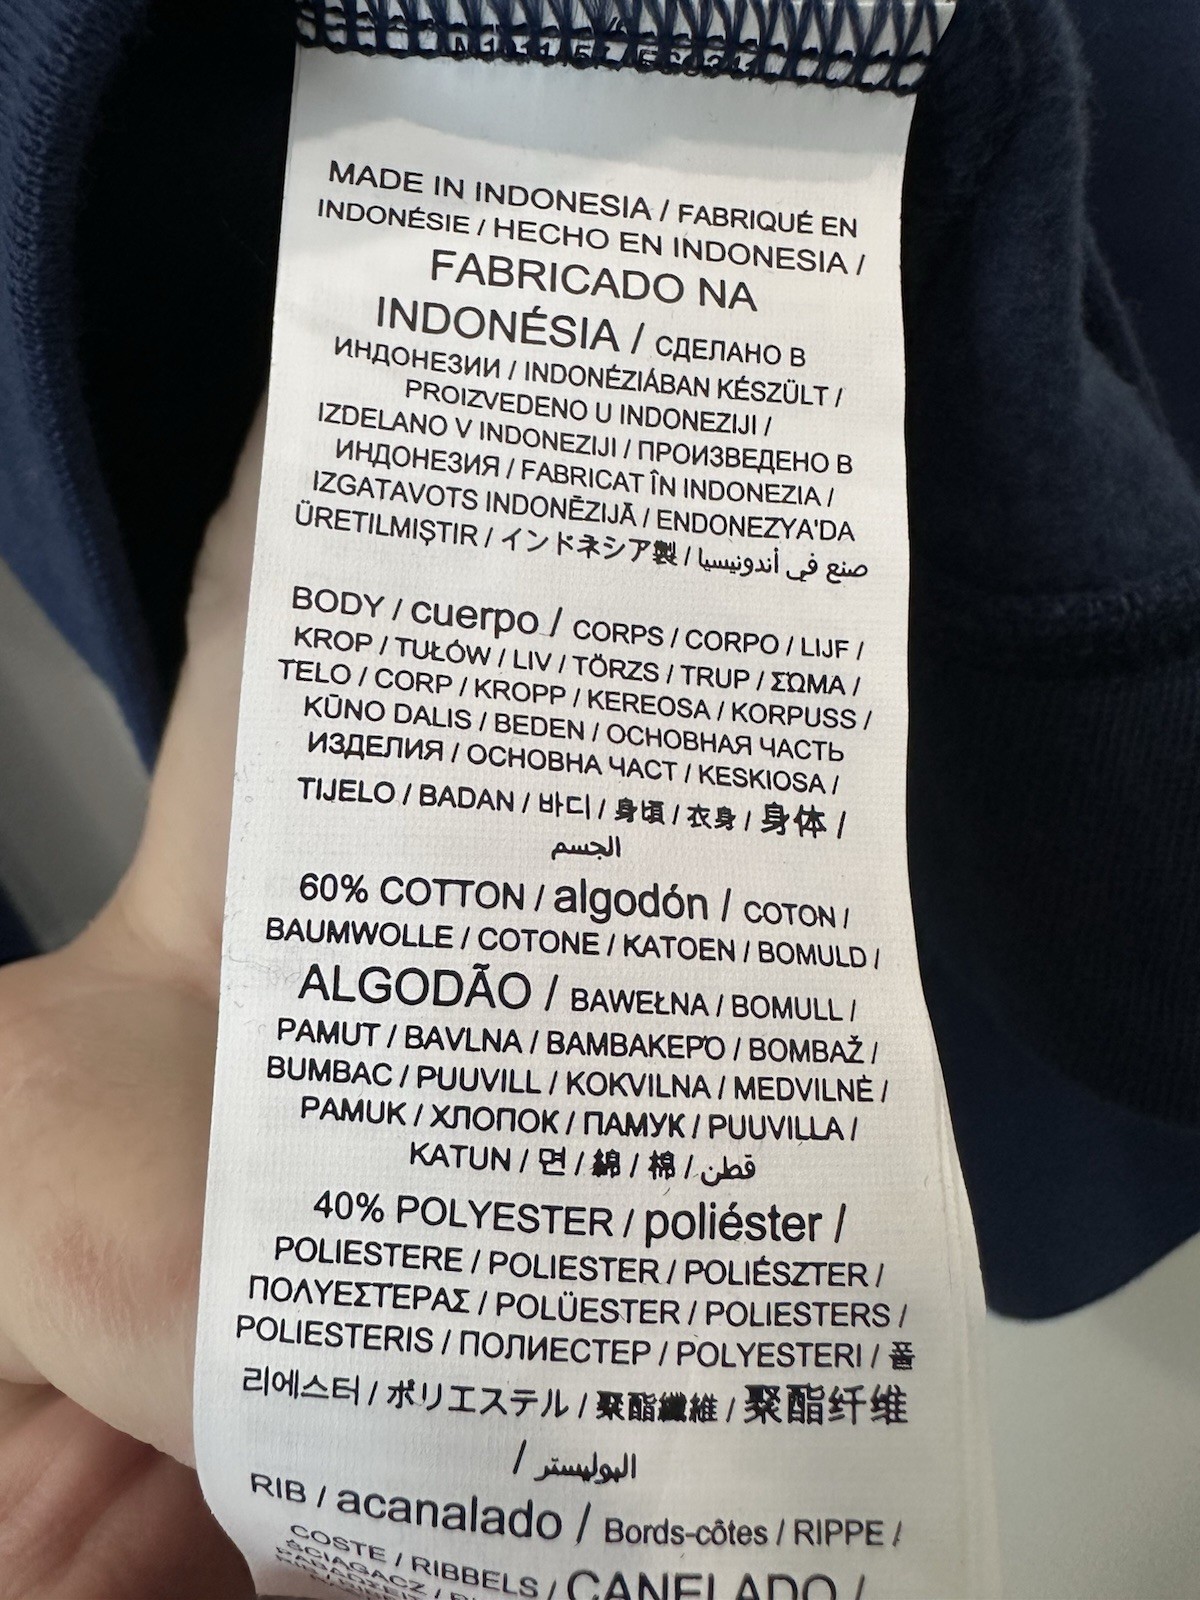 MADE IN INDONESIA / FABRIQUÉ EN
INDONÉSIE / HECHO EN INDONESIA /
FABRICADO NA
INDONÉSIA / СДЕЛАНО В
ИНДОНЕЗИИ / INDONÉZIÁBAN KÉSZÜLT /
PROIZVEDENO U INDONEZIJI /
IZDELANO V INDONEZIJI / ПРОИЗВЕДЕНО В
ИНДОНЕЗИЯ / FABRICAT ÎN INDONEZIA /
IZGATAVOTS INDONĒZIJĀ / ENDONEZYA'DA
ÜRETILMIŞTIR / インドネシア製 / صنع في أندونيسيا
BODY / cuerpo / CORPS / CORPO / LIJF /
KROP / TUŁÓW / LIV / TÖRZS / TRUP / ΣΏΜΑ /
TELO / CORP / KROPP / KEREOSA / KORPUSS /
KŪNO DALIS / BEDEN / ОСНОВНАЯ ЧАСТЬ
ИЗДЕЛИЯ / ОСНОВНА ЧАСТ / KESKIOSA /
TIJELO / BADAN / 바디 / 身頃 / 衣身 / 身体 /
الجسم
60% COTTON / algodón / COTON /
BAUMWOLLE / COTONE / KATOEN / BOMULD /
ALGODÃO / BAWEŁNA / BOMULL /
PAMUT / BAVLNA / ΒΑΜΒΑΚΕΡΌ / BOMBAŽ /
BUMBAC / PUUVILL / KOKVILNA / MEDVILNĖ /
PAMUK / ХЛОПОК / ПАМУК / PUUVILLA /
KATUN / 면 / 綿 / 棉 / قطن
40% POLYESTER / poliéster /
POLIESTERE / POLIESTER / POLIÉSZTER /
ΠΟΛΥΕΣΤΕΡΑΣ / POLÜESTER / POLIESTERS /
POLIESTERIS / ПОЛИЕСТЕР / POLYESTERI / 폴
리에스터 / ポリエステル / 聚酯纖維 / 聚酯纤维
/ البوليستر
RIB / acanalado / Bords-côtes / RIPPE /
COSTE / RIBBELS / CANELADO /
ŚCIĄGACZ /